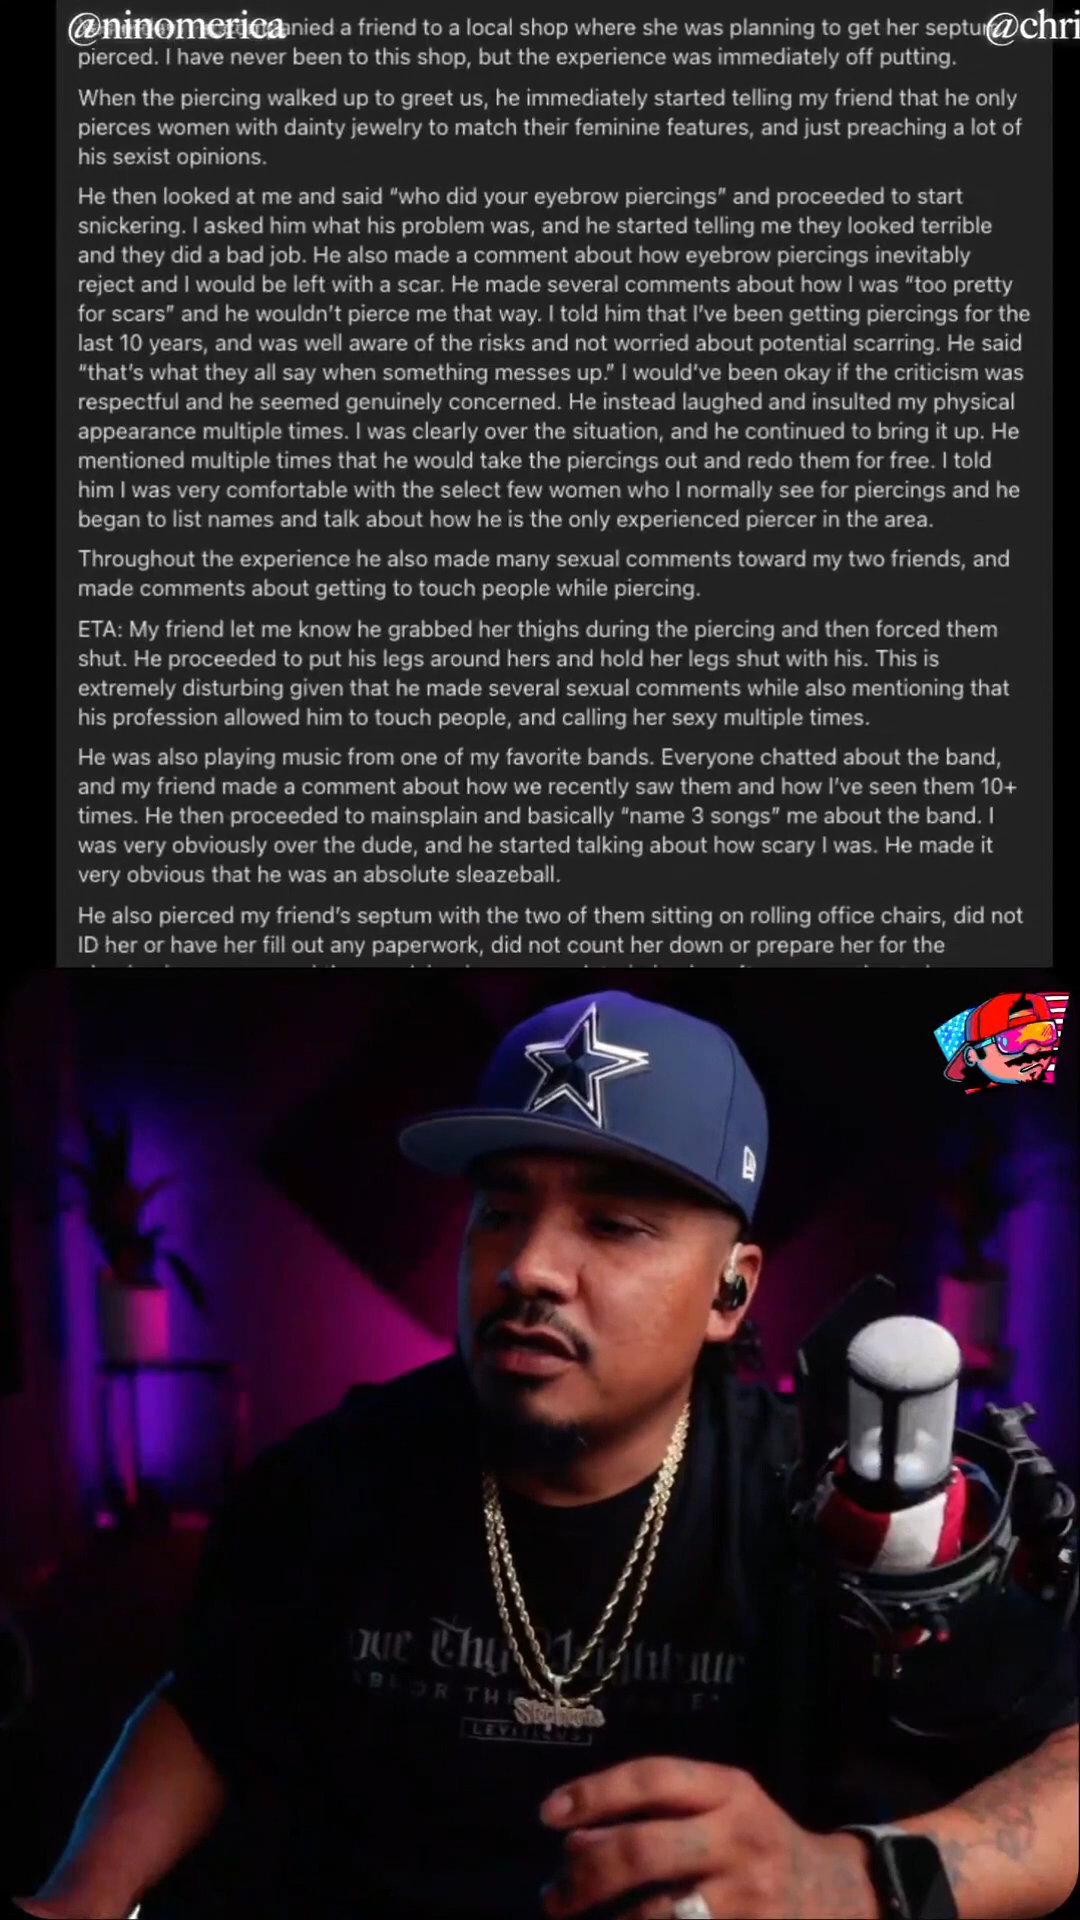 @ninomerica
@chri
anied a friend to a local shop where she was planning to get her septu
pierced. I have never been to this shop, but the experience was immediately off putting.
When the piercing walked up to greet us, he immediately started telling my friend that he only
pierces women with dainty jewelry to match their feminine features, and just preaching a lot of
his sexist opinions.
He then looked at me and said “who did your eyebrow piercings” and proceeded to start
snickering. I asked him what his problem was, and he started telling me they looked terrible
and they did a bad job. He also made a comment about how eyebrow piercings inevitably
reject and I would be left with a scar. He made several comments about how I was “too pretty
for scars” and he wouldn’t pierce me that way. I told him that I’ve been getting piercings for the
last 10 years, and was well aware of the risks and not worried about potential scarring. He said
“that’s what they all say when something messes up.” I would’ve been okay if the criticism was
respectful and he seemed genuinely concerned. He instead laughed and insulted my physical
appearance multiple times. I was clearly over the situation, and he continued to bring it up. He
mentioned multiple times that he would take the piercings out and redo them for free. I told
him I was very comfortable with the select few women who I normally see for piercings and he
began to list names and talk about how he is the only experienced piercer in the area.
Throughout the experience he also made many sexual comments toward my two friends, and
made comments about getting to touch people while piercing.
ETA: My friend let me know he grabbed her thighs during the piercing and then forced them
shut. He proceeded to put his legs around hers and hold her legs shut with his. This is
extremely disturbing given that he made several sexual comments while also mentioning that
his profession allowed him to touch people, and calling her sexy multiple times.
He was also playing music from one of my favorite bands. Everyone chatted about the band,
and my friend made a comment about how we recently saw them and how I’ve seen them 10+
times. He then proceeded to mainsplain and basically “name 3 songs” me about the band. I
was very obviously over the dude, and he started talking about how scary I was. He made it
very obvious that he was an absolute sleazeball.
He also pierced my friend’s septum with the two of them sitting on rolling office chairs, did not
ID her or have her fill out any paperwork, did not count her down or prepare her for the